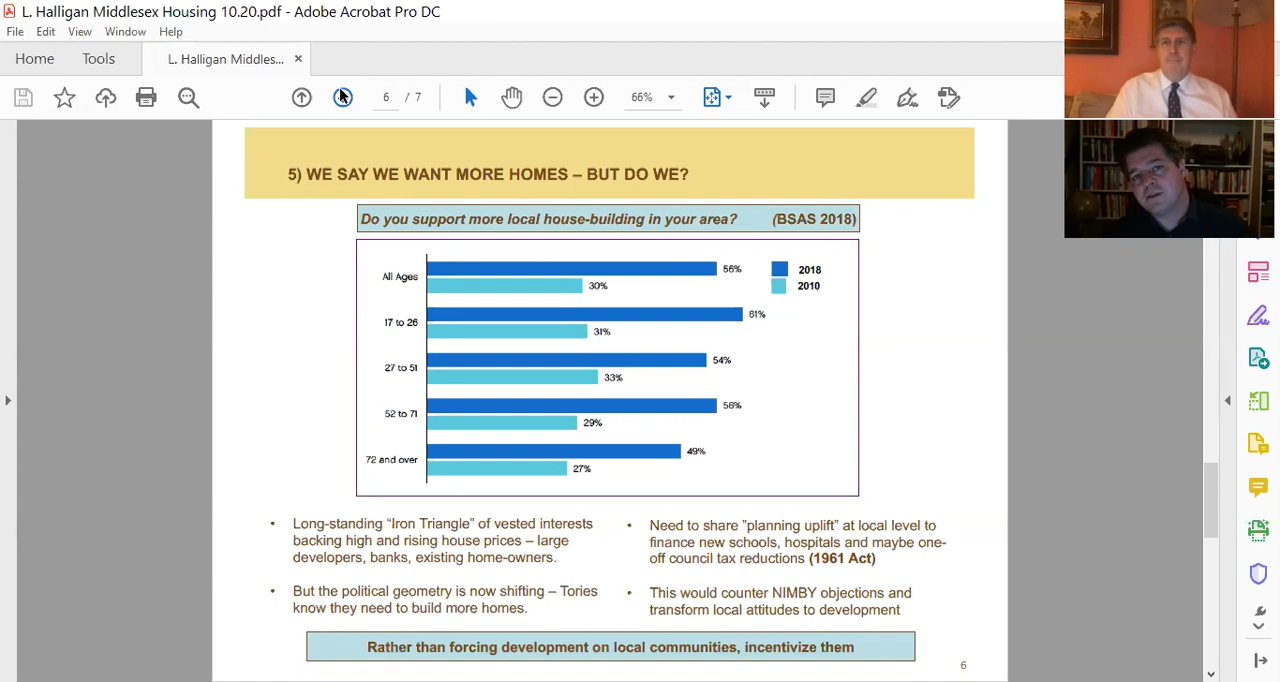 L. Halligan Middlesex Housing 10.20.pdf - Adobe Acrobat Pro DC
File Edit View Window Help
Home Tools L. Halligan Middles... ×
6 / 7 66%
5) WE SAY WE WANT MORE HOMES – BUT DO WE?
Do you support more local house-building in your area? (BSAS 2018)
All Ages 56% 30%
2018
2010
17 to 26 61% 31%
27 to 51 54% 33%
52 to 71 56% 29%
72 and over 49% 27%
• Long-standing “Iron Triangle” of vested interests
backing high and rising house prices – large
developers, banks, existing home-owners.
• But the political geometry is now shifting – Tories
know they need to build more homes.
• Need to share ”planning uplift” at local level to
finance new schools, hospitals and maybe one-
off council tax reductions (1961 Act)
• This would counter NIMBY objections and
transform local attitudes to development
Rather than forcing development on local communities, incentivize them
6